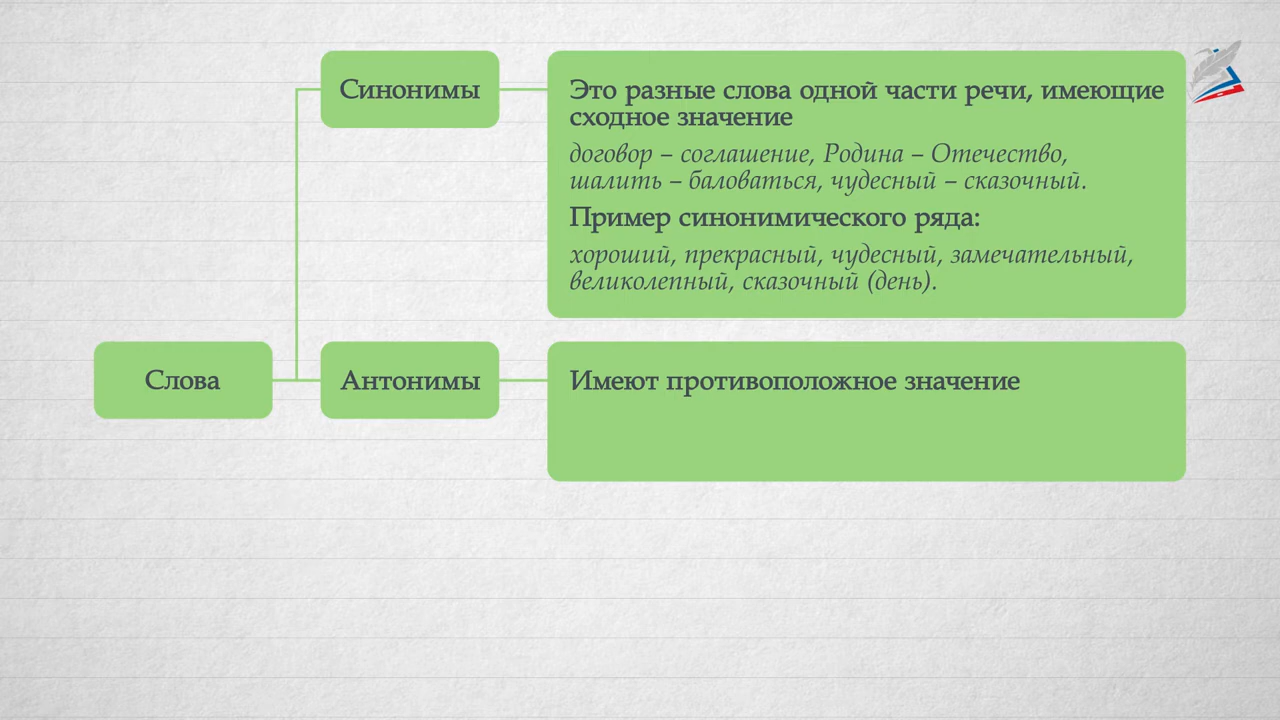 Синонимы
Это разные слова одной части речи, имеющие
сходное значение
договор – соглашение, Родина – Отечество,
шалить – баловаться, чудесный – сказочный.
Пример синонимического ряда:
хороший, прекрасный, чудесный, замечательный,
великолепный, сказочный (день).
Слова
Антонимы
Имеют противоположное значение